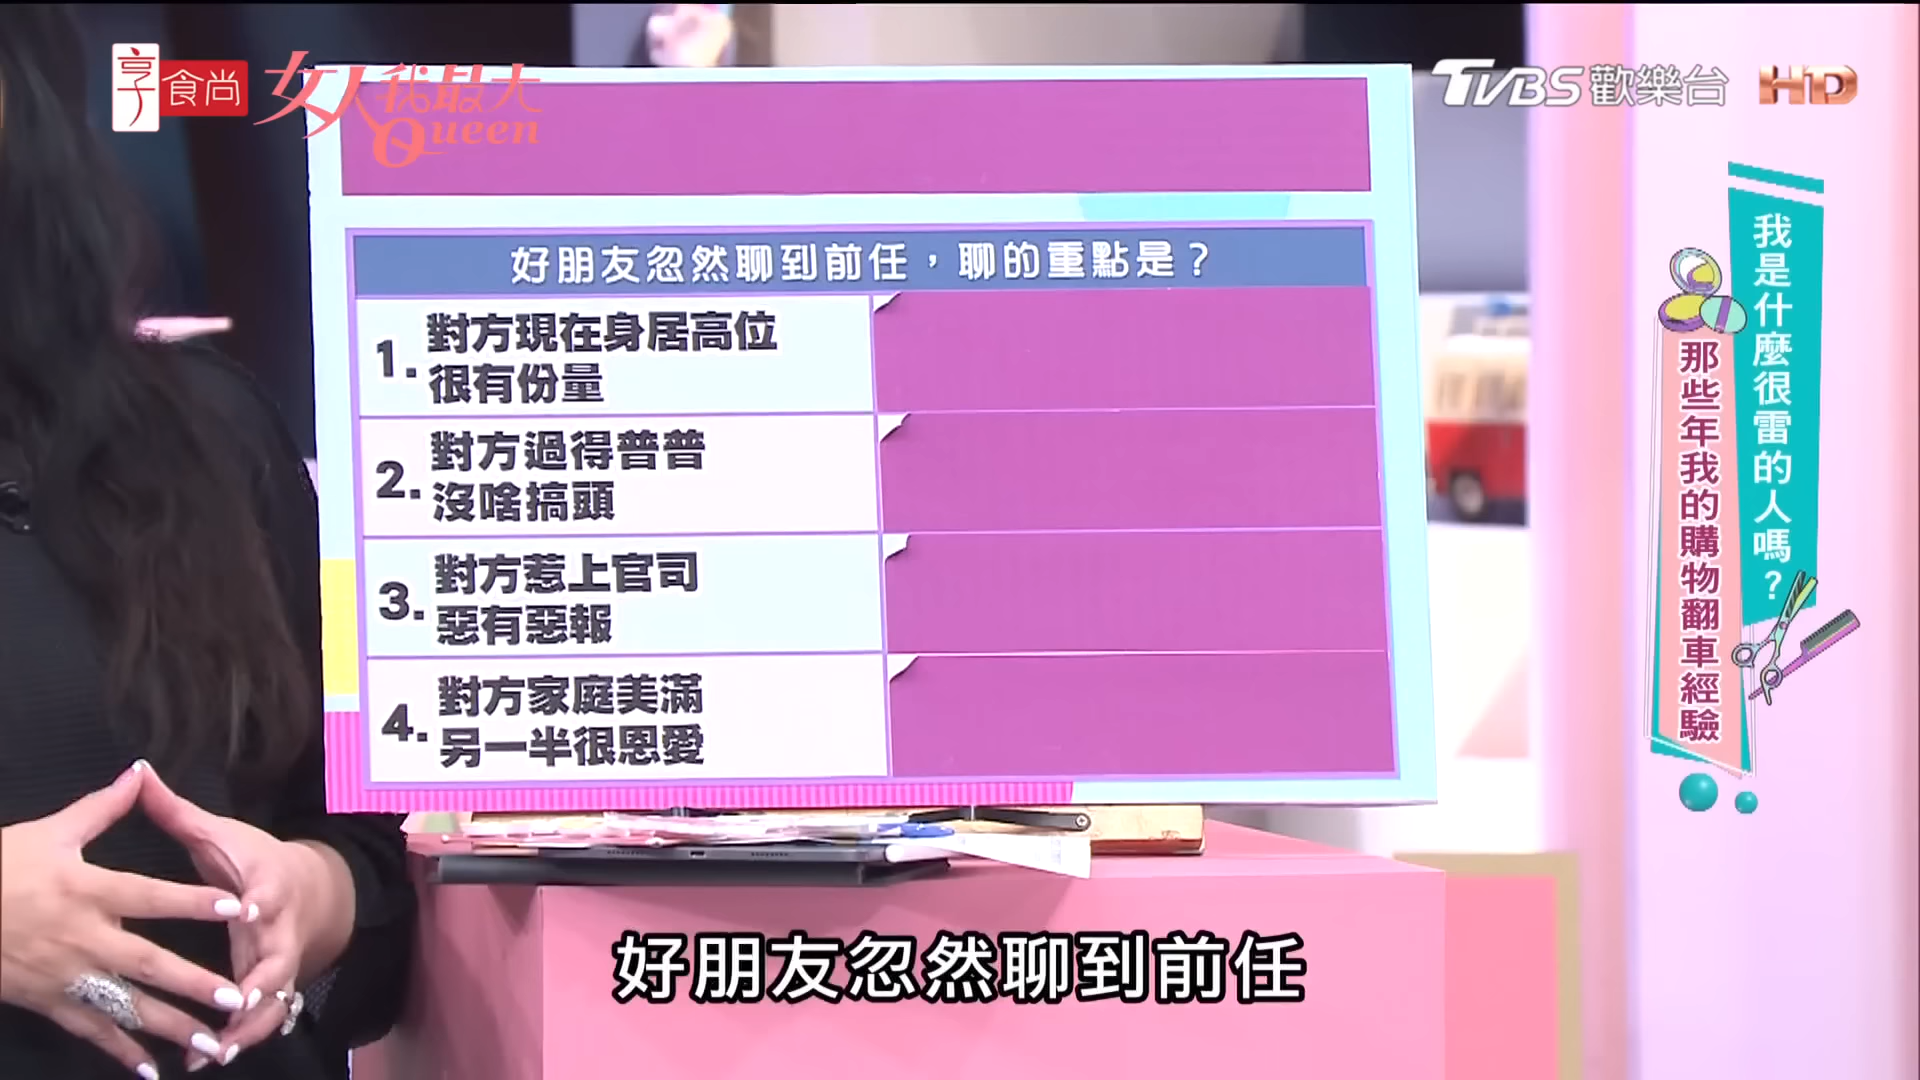 享
食尚
女人我最大
Queen
TVBS歡樂台 HD
好朋友忽然聊到前任，聊的重點是？
1. 對方現在身居高位
很有份量
2. 對方過得普普
沒啥搞頭
3. 對方惹上官司
惡有惡報
4. 對方家庭美滿
另一半很恩愛
我是什麼很雷的人嗎？
那些年我的購物翻車經驗
好朋友忽然聊到前任